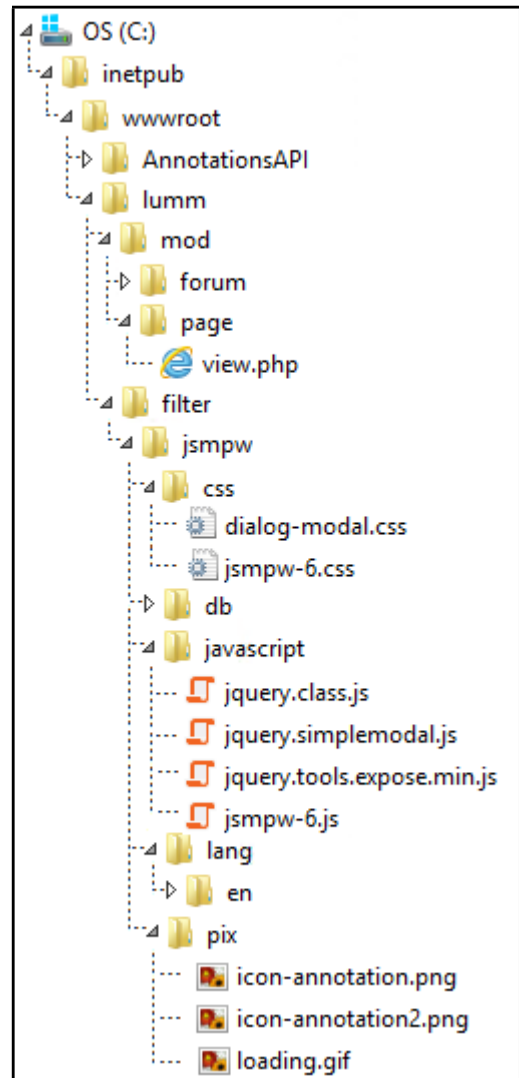 OS (C:)
inetpub
wwwroot
AnnotationsAPI
lumm
mod
forum
page
view.php
filter
jsmpw
css
dialog-modal.css
jsmpw-6.css
db
javascript
jquery.class.js
jquery.simplemodal.js
jquery.tools.expose.min.js
jsmpw-6.js
lang
en
pix
icon-annotation.png
icon-annotation2.png
loading.gif